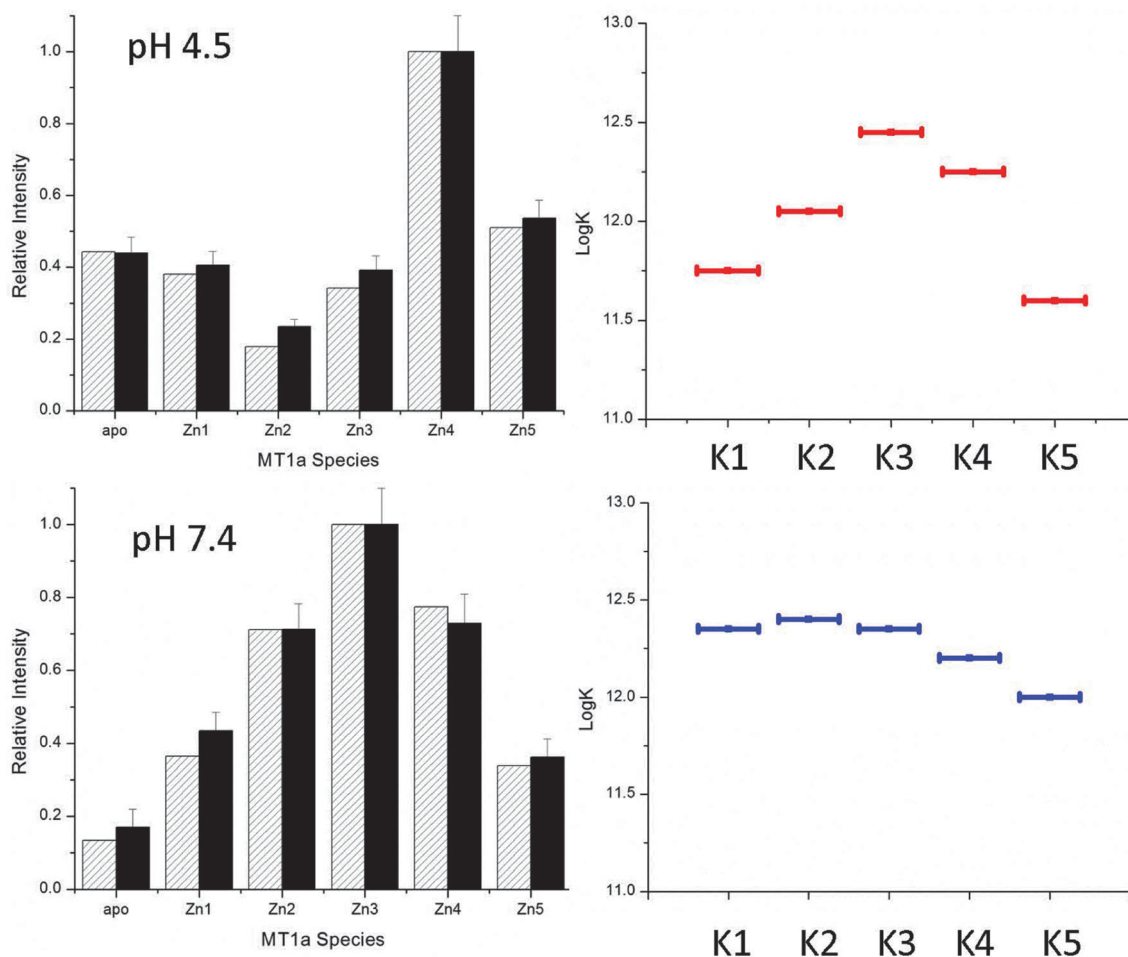 pH 4.5
Relative Intensity
1.0
0.8
0.6
0.4
0.2
0.0
apo Zn1 Zn2 Zn3 Zn4 Zn5
MT1a Species
LogK
13.0
12.5
12.0
11.5
11.0
K1 K2 K3 K4 K5
pH 7.4
Relative Intensity
1.0
0.8
0.6
0.4
0.2
0.0
apo Zn1 Zn2 Zn3 Zn4 Zn5
MT1a Species
LogK
13.0
12.5
12.0
11.5
11.0
K1 K2 K3 K4 K5